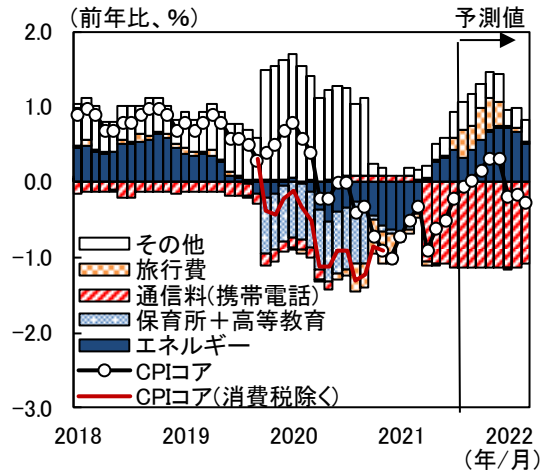 (前年比、%)
予測値
2.0
1.0
0.0
−1.0
−2.0
−3.0
その他
旅行費
通信料(携帯電話)
保育所+高等教育
エネルギー
CPIコア
CPIコア(消費税除く)
2018 2019 2020 2021 2022
(年/月)